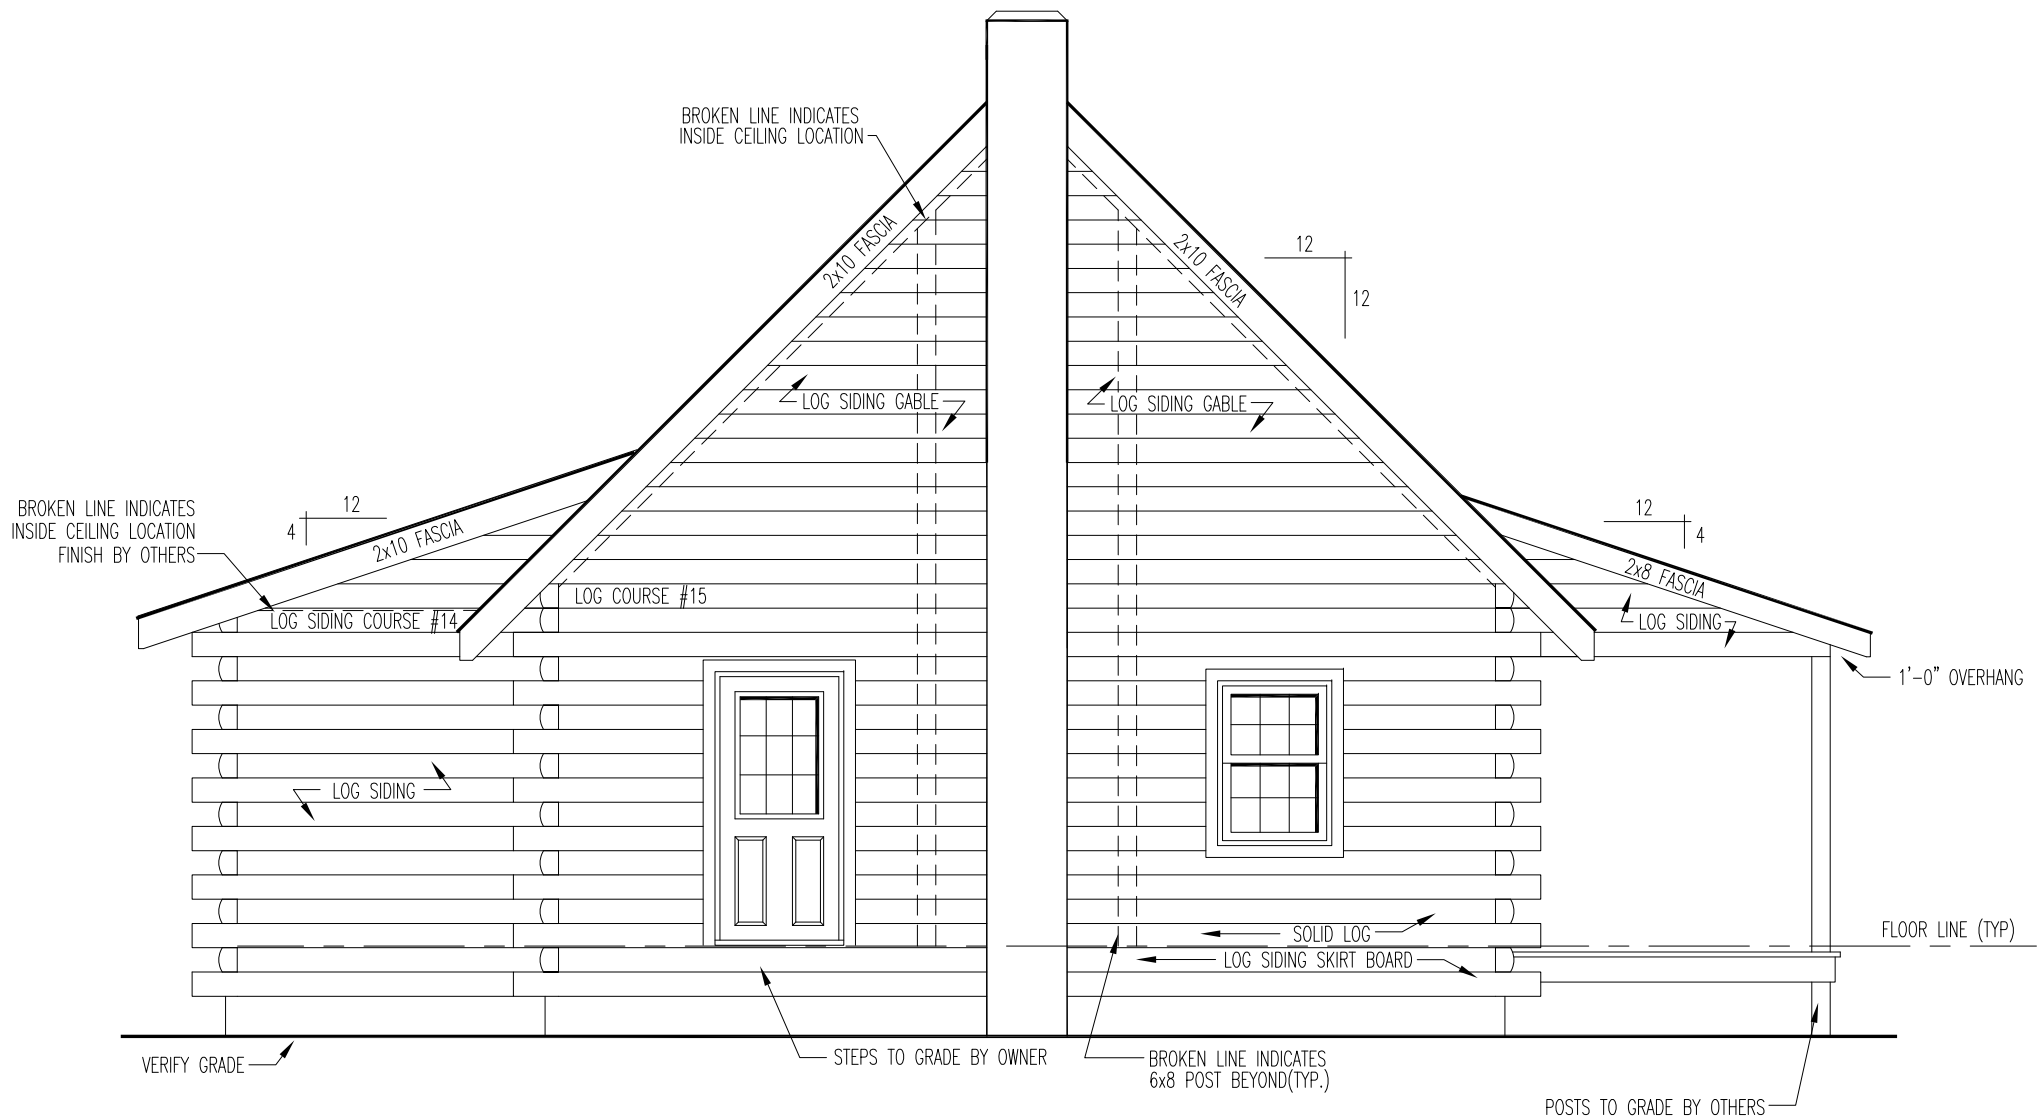 BROKEN LINE INDICATES
INSIDE CEILING LOCATION
2x10 FASCIA
2x10 FASCIA
12
12
LOG SIDING GABLE
LOG SIDING GABLE
BROKEN LINE INDICATES
INSIDE CEILING LOCATION
FINISH BY OTHERS
12
4
2x10 FASCIA
12
4
2x8 FASCIA
LOG COURSE #15
LOG SIDING COURSE #14
LOG SIDING
1'-0" OVERHANG
LOG SIDING
SOLID LOG
FLOOR LINE (TYP)
LOG SIDING SKIRT BOARD
VERIFY GRADE
STEPS TO GRADE BY OWNER
BROKEN LINE INDICATES
6x8 POST BEYOND(TYP.)
POSTS TO GRADE BY OTHERS